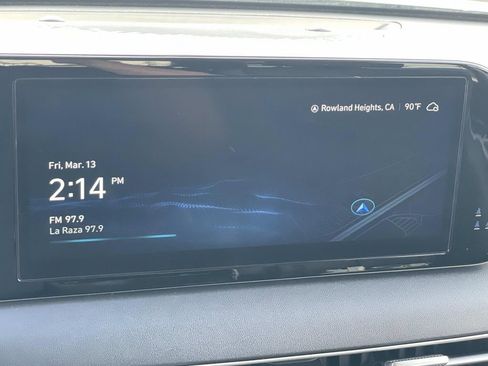 Rowland Heights, CA | 90°F
Fri, Mar. 13
2:14 PM
FM 97.9
La Raza 97.9